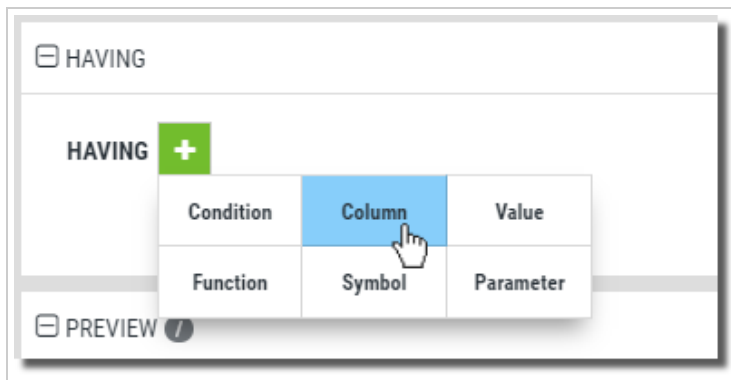 HAVING
HAVING +
Condition Column Value
Function Symbol Parameter
PREVIEW i